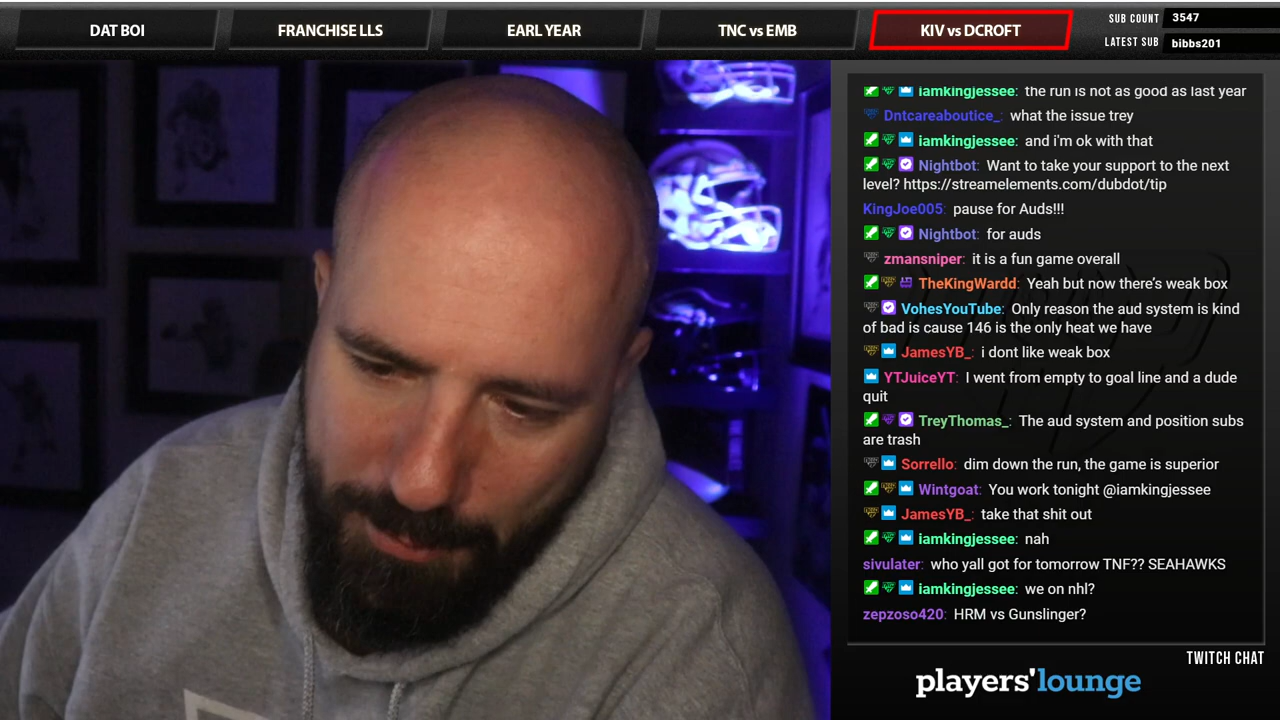 DAT BOI
FRANCHISE LLS
EARL YEAR
TNC vs EMB
KIV vs DCROFT
SUB COUNT 3547
LATEST SUB bibbs201
iamkingjessee: the run is not as good as last year
Dntcareaboutice_: what the issue trey
iamkingjessee: and i'm ok with that
Nightbot: Want to take your support to the next
level? https://streamelements.com/dubdot/tip
KingJoe005: pause for Auds!!!
Nightbot: for auds
zmansniper: it is a fun game overall
TheKingWardd: Yeah but now there's weak box
VohesYouTube: Only reason the aud system is kind
of bad is cause 146 is the only heat we have
JamesYB_: i dont like weak box
YTJuiceYT: I went from empty to goal line and a dude
quit
TreyThomas_: The aud system and position subs
are trash
Sorrello: dim down the run, the game is superior
Wintgoat: You work tonight @iamkingjessee
JamesYB_: take that shit out
iamkingjessee: nah
sivulater: who yall got for tomorrow TNF?? SEAHAWKS
iamkingjessee: we on nhl?
zepzoso420: HRM vs Gunslinger?
TWITCH CHAT
players'lounge